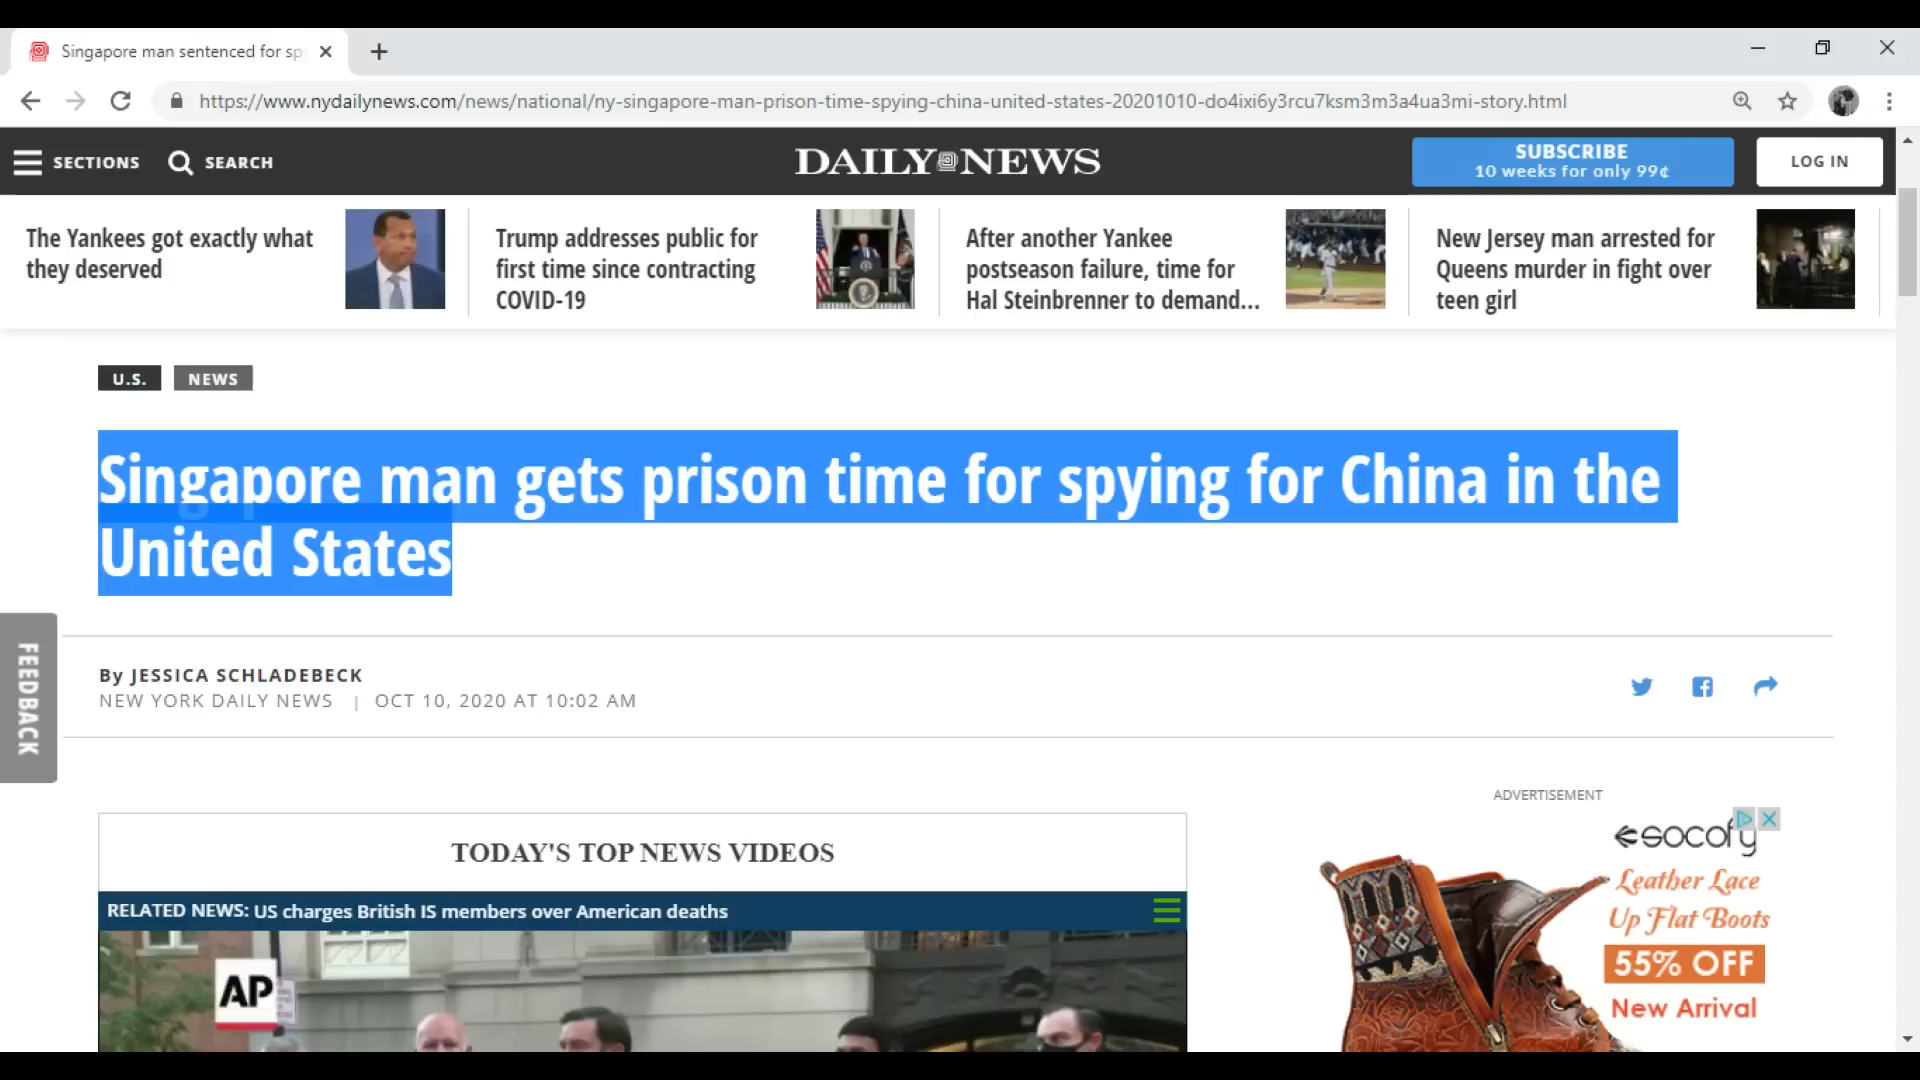 Singapore man sentenced for sp
https://www.nydailynews.com/news/national/ny-singapore-man-prison-time-spying-china-united-states-20201010-do4ixi6y3rcu7ksm3m3a4ua3mi-story.html
SECTIONS
SEARCH
DAILY NEWS
SUBSCRIBE
10 weeks for only 99¢
LOG IN
The Yankees got exactly what
they deserved
Trump addresses public for
first time since contracting
COVID-19
After another Yankee
postseason failure, time for
Hal Steinbrenner to demand...
New Jersey man arrested for
Queens murder in fight over
teen girl
U.S.
NEWS
Singapore man gets prison time for spying for China in the
United States
FEEDBACK
By JESSICA SCHLADEBECK
NEW YORK DAILY NEWS | OCT 10, 2020 AT 10:02 AM
TODAY'S TOP NEWS VIDEOS
RELATED NEWS: US charges British IS members over American deaths
AP
ADVERTISEMENT
socofy
Leather Lace
Up Flat Boots
55% OFF
New Arrival